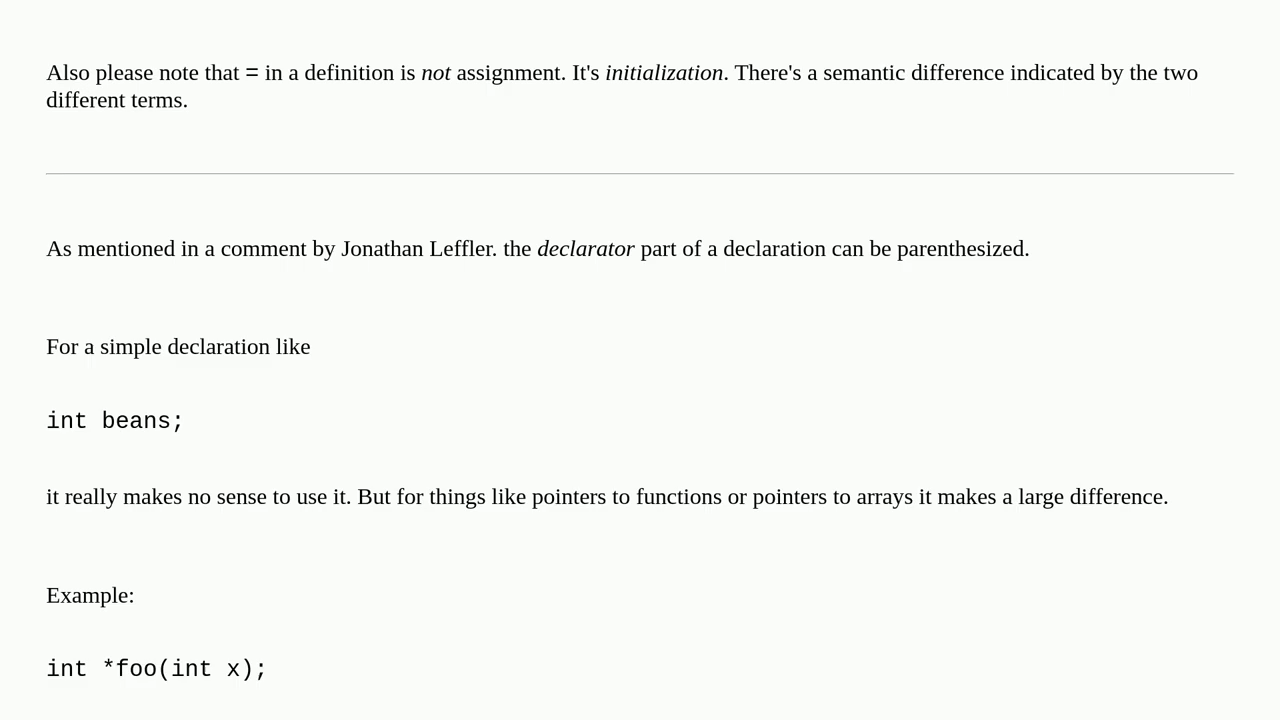 Also please note that = in a definition is not assignment. It's initialization. There's a semantic difference indicated by the two
different terms.
As mentioned in a comment by Jonathan Leffler. the declarator part of a declaration can be parenthesized.
For a simple declaration like
int beans;
it really makes no sense to use it. But for things like pointers to functions or pointers to arrays it makes a large difference.
Example:
int *foo(int x);